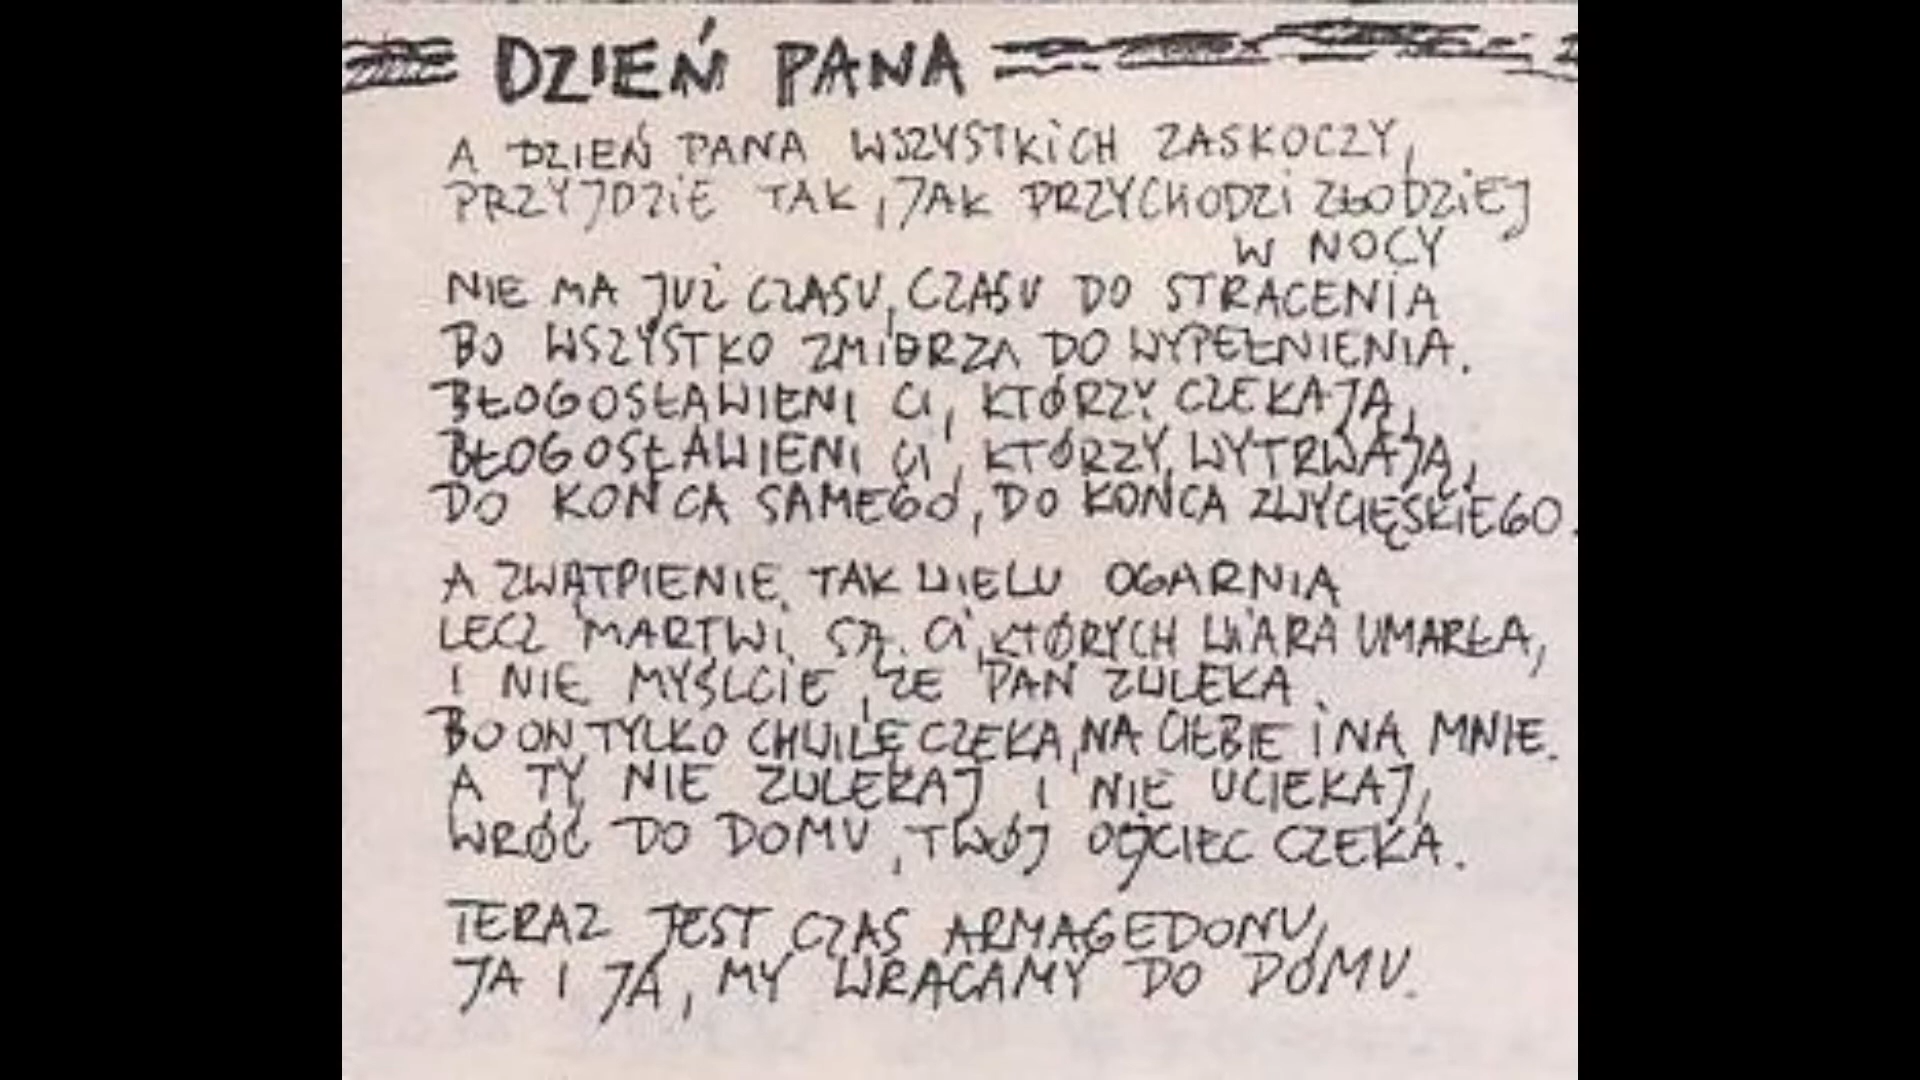 DZIEŃ PANA
A DZIEŃ PANA WSZYSTKiCH ZASKOCZY,
PRZYJDZiE TAK, JAK PRZYCHODZi ZŁODZiEJ
W NOCY
NIE MA JUŻ CZASU, CZASU DO STRACENiA
BO WSZYSTKO ZMiERZA DO WYPEŁNIENIA.
BŁOGOSŁAWIENI Ci, KTÓRZY CZEKAJĄ,
BŁOGOSŁAWIENI Ci, KTÓRZY WYTRWAJĄ,
DO KOŃCA SAMEGO, DO KOŃCA ZWYCIĘSKIEGO.
A ZWĄTPIENIE TAK WIELU OGARNIA
LECZ MARTWi SĄ Ci, KTÓRYCH WiARA UMARŁA,
I NIE MYŚLCIE, ŻE PAN ZWLEKA
BO ON TYLKO CHWILĘ CZEKA, NA CIEBIE i NA MNIE.
A TY NIE ZWLEKAJ I NIE UCIEKAJ,
WRÓĆ DO DOMU, TWÓJ OJCIEC CZEKA.
TERAZ JEST CZAS ARMAGEDONU,
JA I JA, MY WRACAMY DO DOMU.